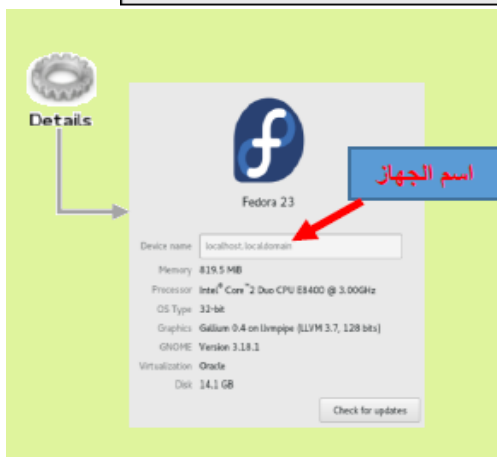 Details
اسم الجهاز
Fedora 23
Device name localhost.localdomain
Memory 819.5 MB
Processor Intel® Core™2 Duo CPU E8400 @ 3.00GHz
OS Type 32-bit
Graphics Gallium 0.4 on llvmpipe (LLVM 3.7, 128 bits)
GNOME Version 3.18.1
Virtualization Oracle
Disk 14.1 GB
Check for updates